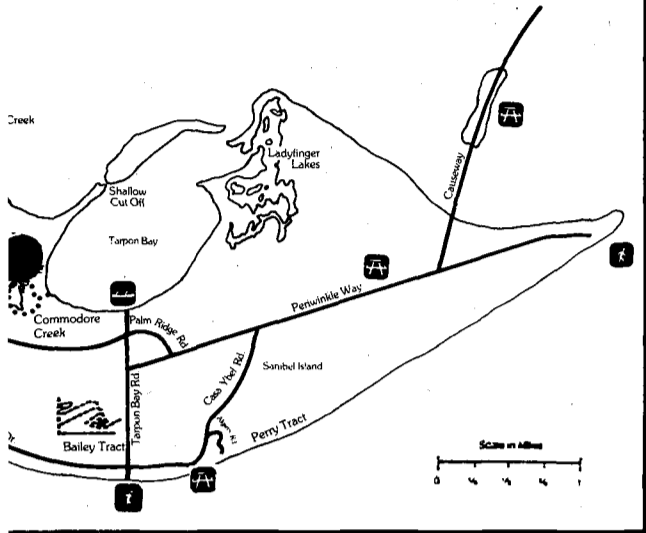 Creek
Ladyfinger
Lakes
Causeway
Shallow
Cut Off
Tarpon Bay
Periwinkle Way
Palm Ridge Rd
Commodore
Creek
Casa Ybel Rd.
Sanibel Island
Tarpon Bay Rd
Perry Tract
Bailey Tract
Dr.
Scale in Miles
0
1